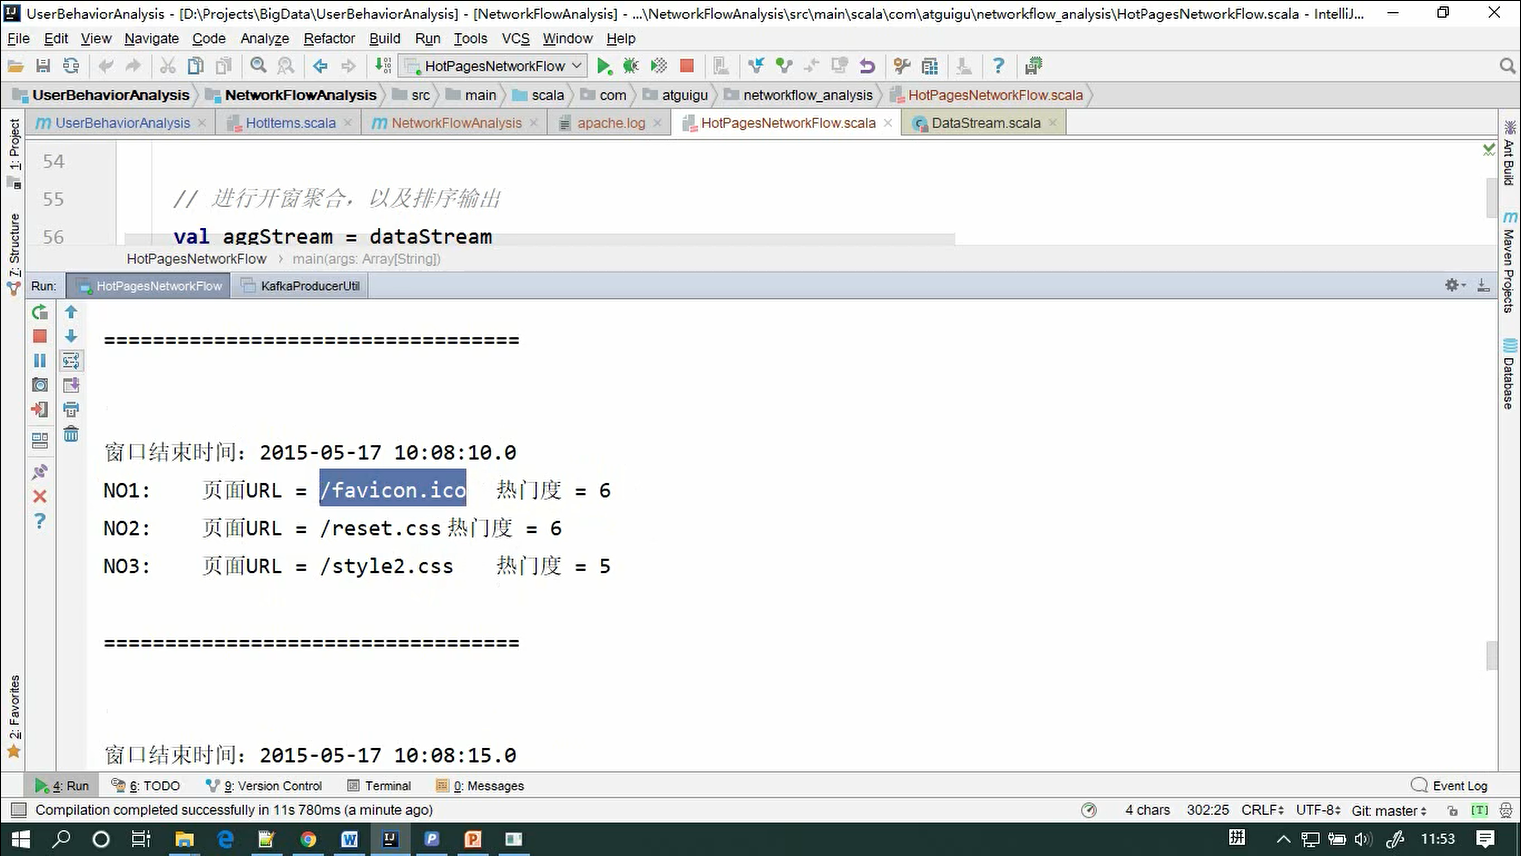 UserBehaviorAnalysis - [D:\Projects\BigData\UserBehaviorAnalysis] - [NetworkFlowAnalysis] - ...\NetworkFlowAnalysis\src\main\scala\com\atguigu\networkflow_analysis\HotPagesNetworkFlow.scala - IntelliJ...
File Edit View Navigate Code Analyze Refactor Build Run Tools VCS Window Help
HotPagesNetworkFlow
UserBehaviorAnalysis NetworkFlowAnalysis src main scala com atguigu networkflow_analysis HotPagesNetworkFlow.scala
UserBehaviorAnalysis HotItems.scala NetworkFlowAnalysis apache.log HotPagesNetworkFlow.scala DataStream.scala
1: Project
7: Structure
2: Favorites
54
55 // 进行开窗聚合，以及排序输出
56 val aggStream = dataStream
HotPagesNetworkFlow main(args: Array[String])
Run: HotPagesNetworkFlow KafkaProducerUtil
==================================
窗口结束时间：2015-05-17 10:08:10.0
NO1: 页面URL = /favicon.ico 热门度 = 6
NO2: 页面URL = /reset.css 热门度 = 6
NO3: 页面URL = /style2.css 热门度 = 5
==================================
窗口结束时间：2015-05-17 10:08:15.0
Ant Build
Maven Projects
Database
4: Run 6: TODO 9: Version Control Terminal 0: Messages Event Log
Compilation completed successfully in 11s 780ms (a minute ago) 4 chars 302:25 CRLF UTF-8 Git: master [T]
拼 11:53